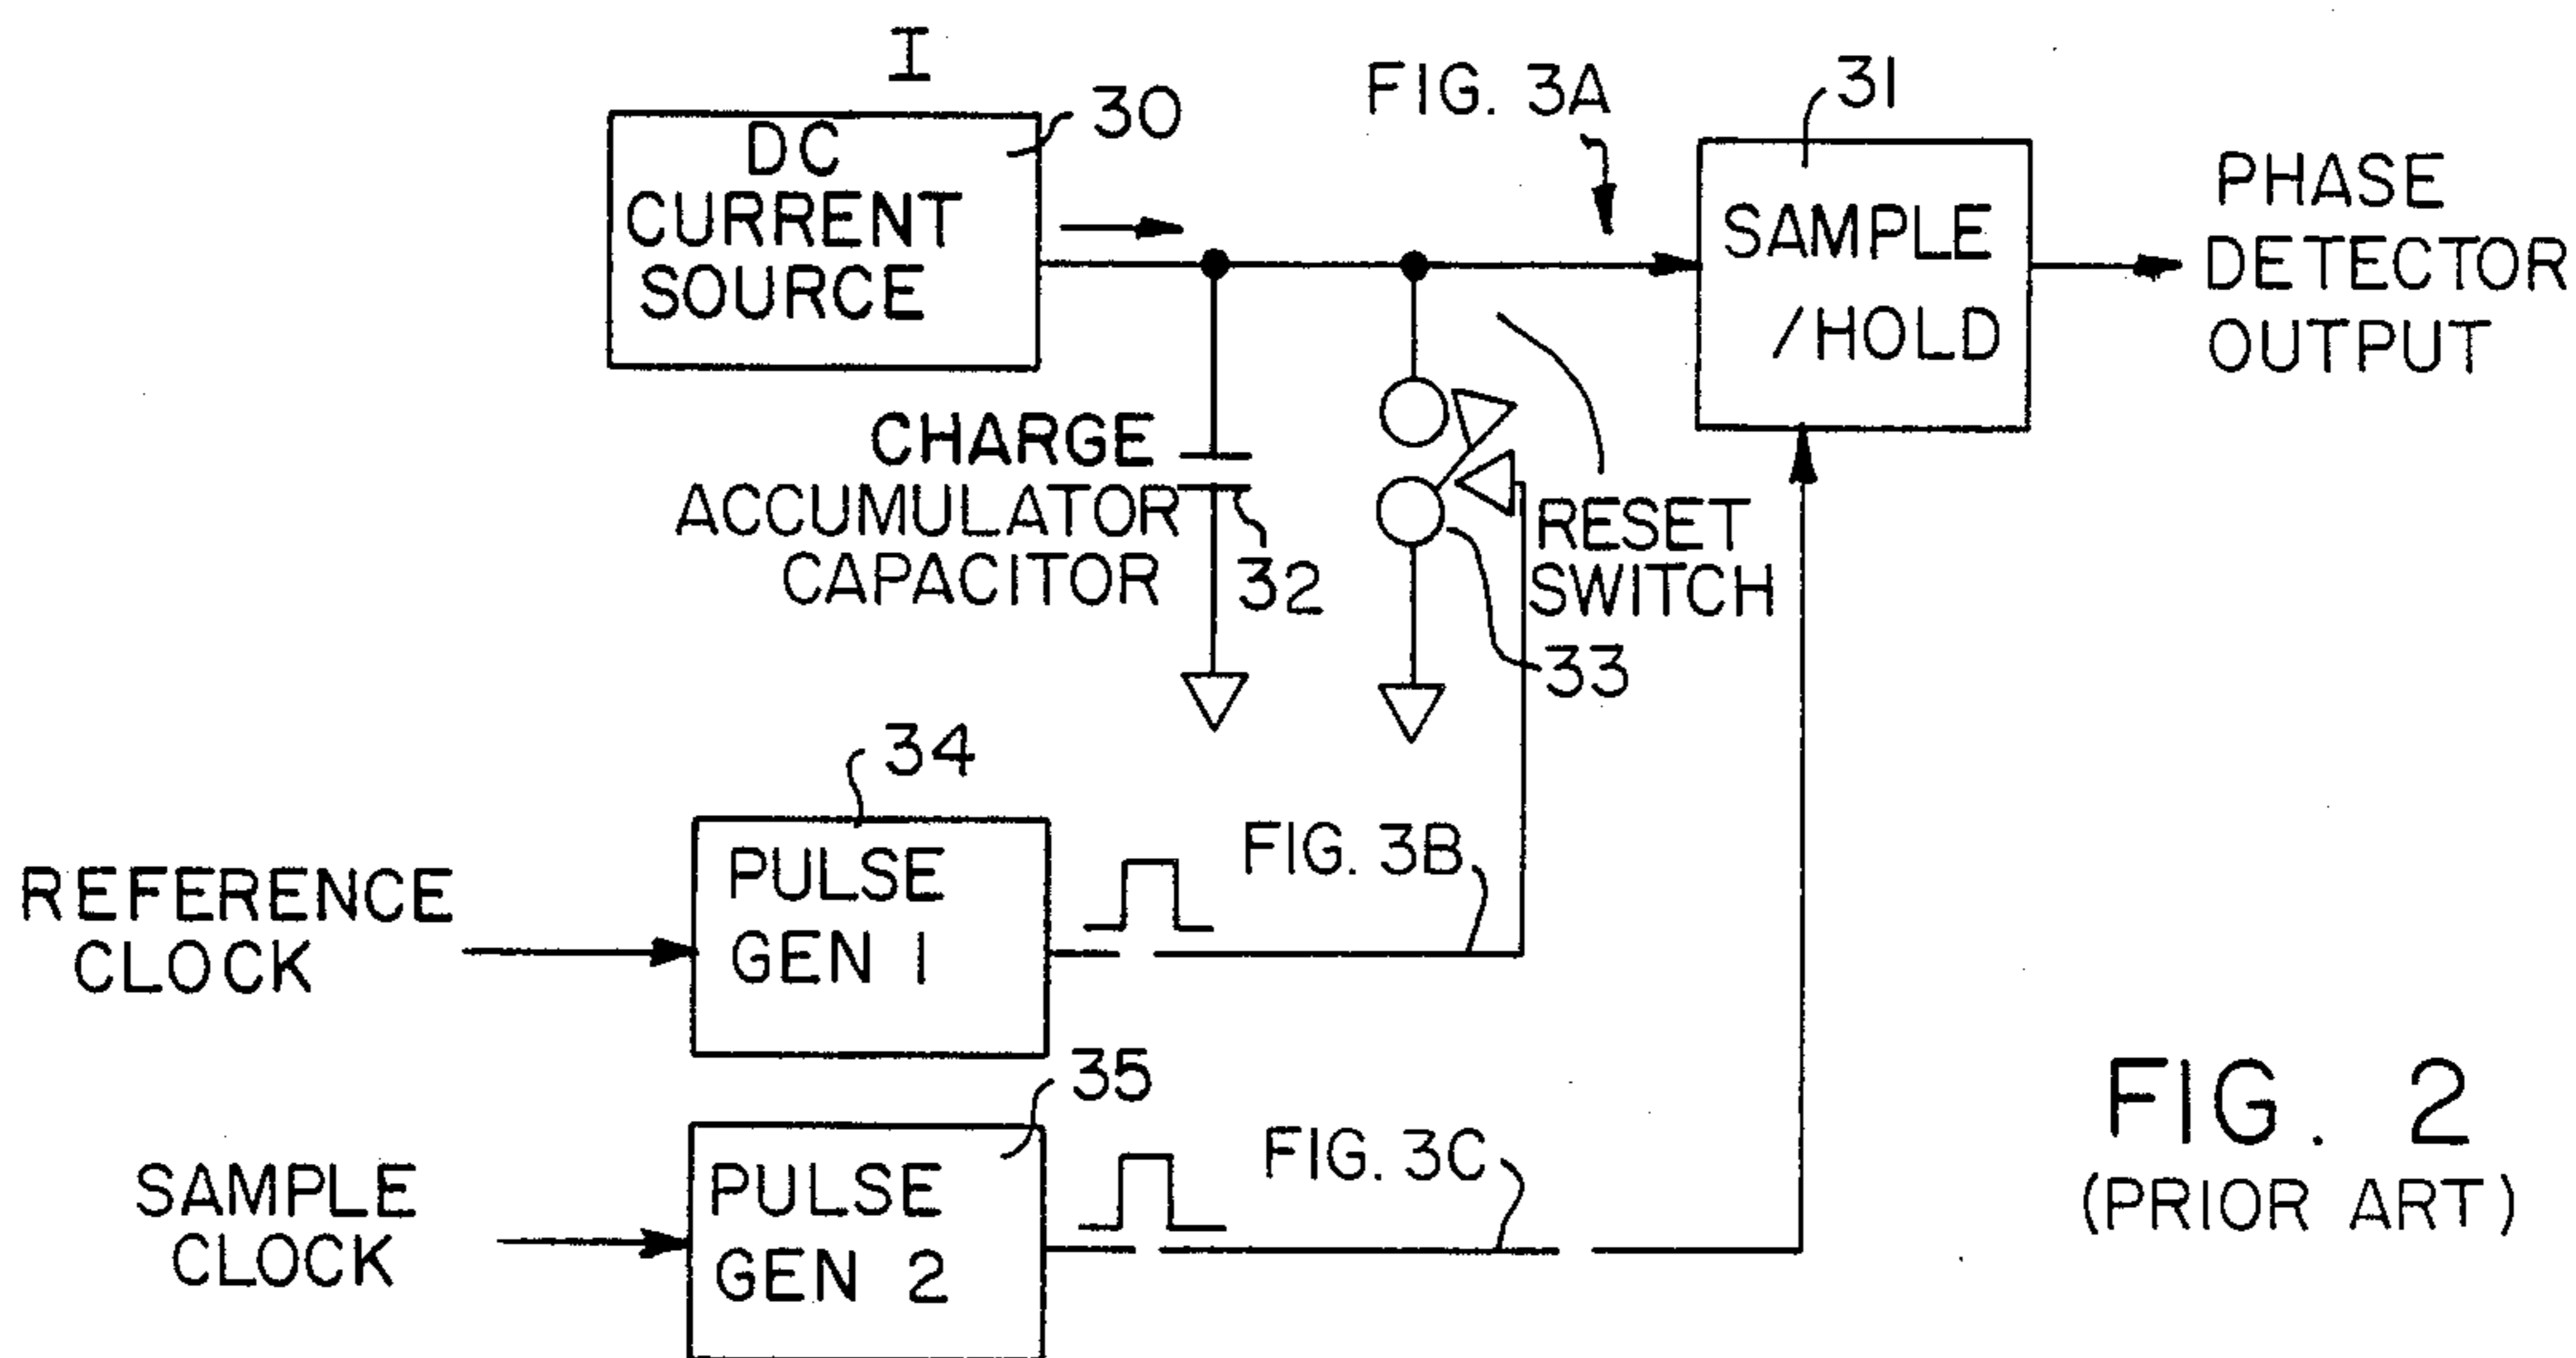 I
30
DC
CURRENT
SOURCE
FIG. 3A
31
SAMPLE
/HOLD
PHASE
DETECTOR
OUTPUT
CHARGE
ACCUMULATOR
CAPACITOR
32
RESET
SWITCH
33
34
REFERENCE
CLOCK
PULSE
GEN 1
FIG. 3B
35
SAMPLE
CLOCK
PULSE
GEN 2
FIG. 3C
FIG. 2
(PRIOR ART)